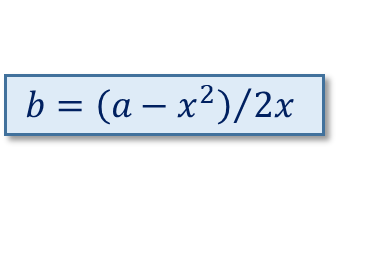 b = (a − x²)/2x